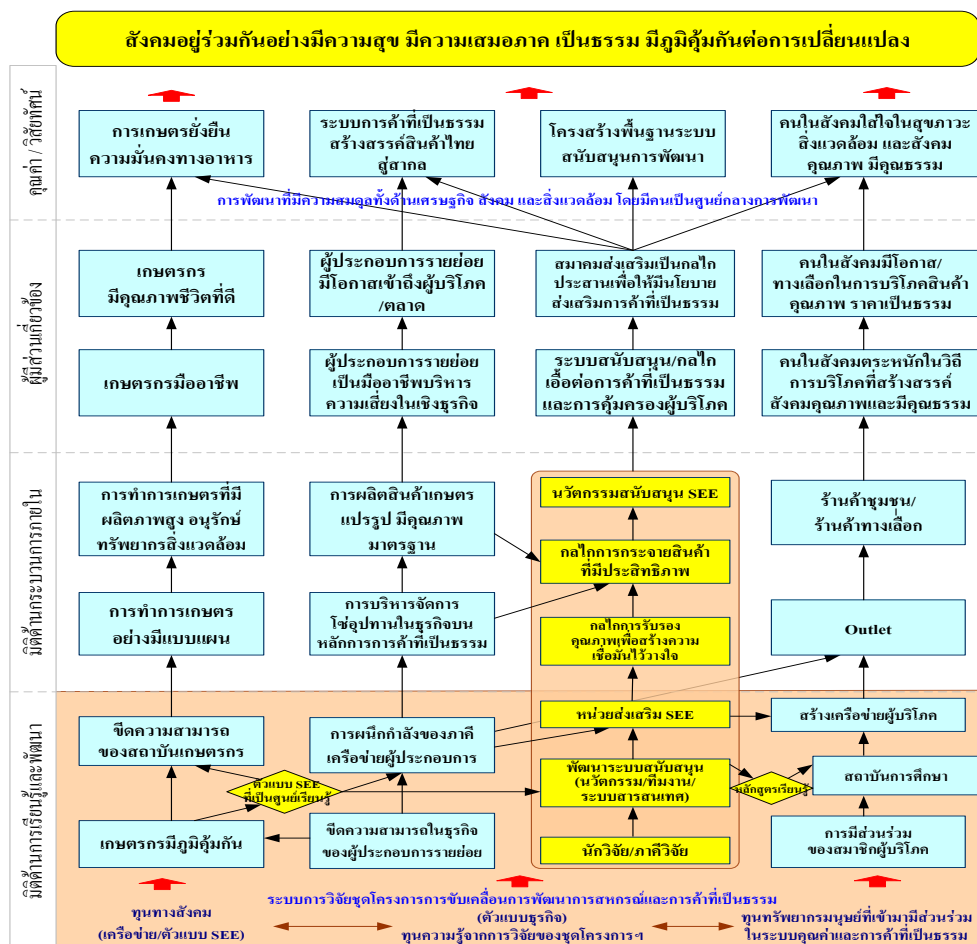 สังคมอยู่ร่วมกันอย่างมีความสุข มีความเสมอภาค เป็นธรรม มีภูมิคุ้มกันต่อการเปลี่ยนแปลง
คุณค่า / วิสัยทัศน์
การเกษตรยั่งยืน
ความมั่นคงทางอาหาร
ระบบการค้าที่เป็นธรรม
สร้างสรรค์สินค้าไทย
สู่สากล
โครงสร้างพื้นฐานระบบ
สนับสนุนการพัฒนา
คนในสังคมใส่ใจในสุขภาวะ
สิ่งแวดล้อม และสังคม
คุณภาพ มีคุณธรรม
การพัฒนาที่มีความสมดุลทั้งด้านเศรษฐกิจ สังคม และสิ่งแวดล้อม โดยมีคนเป็นศูนย์กลางการพัฒนา
ผู้มีส่วนเกี่ยวข้อง
เกษตรกร
มีคุณภาพชีวิตที่ดี
ผู้ประกอบการรายย่อย
มีโอกาสเข้าถึงผู้บริโภค
/ตลาด
สมาคมส่งเสริมเป็นกลไก
ประสานเพื่อให้มีนโยบาย
ส่งเสริมการค้าที่เป็นธรรม
คนในสังคมมีโอกาส/
ทางเลือกในการบริโภคสินค้า
คุณภาพ ราคาเป็นธรรม
เกษตรกรมืออาชีพ
ผู้ประกอบการรายย่อย
เป็นมืออาชีพบริหาร
ความเสี่ยงในเชิงธุรกิจ
ระบบสนับสนุน/กลไก
เอื้อต่อการค้าที่เป็นธรรม
และการคุ้มครองผู้บริโภค
คนในสังคมตระหนักในวิถี
การบริโภคที่สร้างสรรค์
สังคมคุณภาพและมีคุณธรรม
มิติด้านกระบวนการภายใน
การทำการเกษตรที่มี
ผลิตภาพสูง อนุรักษ์
ทรัพยากรสิ่งแวดล้อม
การผลิตสินค้าเกษตร
แปรรูป มีคุณภาพ
มาตรฐาน
นวัตกรรมสนับสนุน SEE
กลไกการกระจายสินค้า
ที่มีประสิทธิภาพ
ร้านค้าชุมชน/
ร้านค้าทางเลือก
การทำการเกษตร
อย่างมีแบบแผน
การบริหารจัดการ
โซ่อุปทานในธุรกิจบน
หลักการการค้าที่เป็นธรรม
กลไกการรับรอง
คุณภาพเพื่อสร้างความ
เชื่อมั่นไว้วางใจ
Outlet
มิติด้านการเรียนรู้และพัฒนา
ขีดความสามารถ
ของสถาบันเกษตรกร
การผนึกกำลังของภาคี
เครือข่ายผู้ประกอบการ
หน่วยส่งเสริม SEE
สร้างเครือข่ายผู้บริโภค
ตัวแบบ SEE
ที่เป็นศูนย์เรียนรู้
พัฒนาระบบสนับสนุน
(นวัตกรรม/ทีมงาน/
ระบบสารสนเทศ)
หลักสูตรเรียนรู้
สถาบันการศึกษา
เกษตรกรมีภูมิคุ้มกัน
ขีดความสามารถในธุรกิจ
ของผู้ประกอบการรายย่อย
นักวิจัย/ภาคีวิจัย
การมีส่วนร่วม
ของสมาชิกผู้บริโภค
ระบบการวิจัยชุดโครงการการขับเคลื่อนการพัฒนาการสหกรณ์และการค้าที่เป็นธรรม
ทุนทางสังคม
(เครือข่าย/ตัวแบบ SEE)
(ตัวแบบธุรกิจ)
ทุนความรู้จากการวิจัยของชุดโครงการฯ
ทุนทรัพยากรมนุษย์ที่เข้ามามีส่วนร่วม
ในระบบคุณค่าและการค้าที่เป็นธรรม